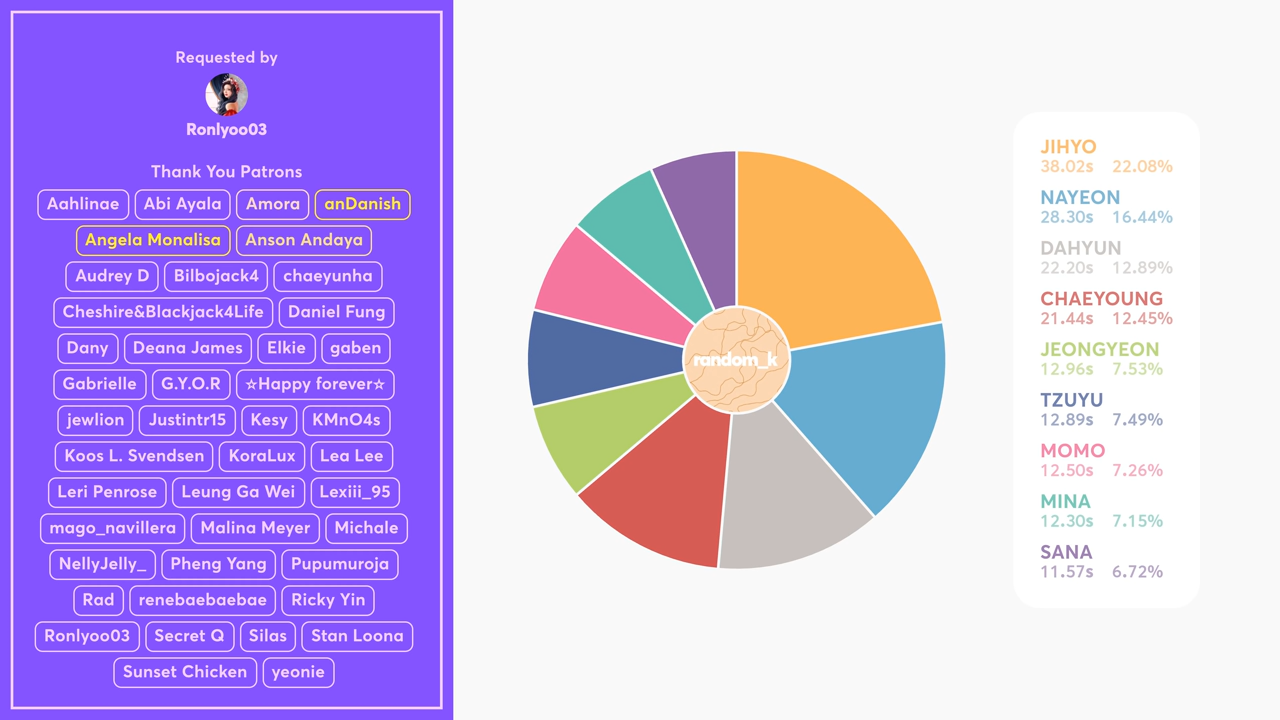 Requested by
Ronlyoo03
Thank You Patrons
Aahlinae Abi Ayala Amora anDanish
Angela Monalisa Anson Andaya
Audrey D Bilbojack4 chaeyunha
Cheshire&Blackjack4Life Daniel Fung
Dany Deana James Elkie gaben
Gabrielle G.Y.O.R ☆Happy forever☆
jewlion Justintr15 Kesy KMnO4s
Koos L. Svendsen KoraLux Lea Lee
Leri Penrose Leung Ga Wei Lexiii_95
mago_navillera Malina Meyer Michale
NellyJelly_ Pheng Yang Pupumuroja
Rad renebaebaebae Ricky Yin
Ronlyoo03 Secret Q Silas Stan Loona
Sunset Chicken yeonie
random_k
JIHYO
38.02s 22.08%
NAYEON
28.30s 16.44%
DAHYUN
22.20s 12.89%
CHAEYOUNG
21.44s 12.45%
JEONGYEON
12.96s 7.53%
TZUYU
12.89s 7.49%
MOMO
12.50s 7.26%
MINA
12.30s 7.15%
SANA
11.57s 6.72%